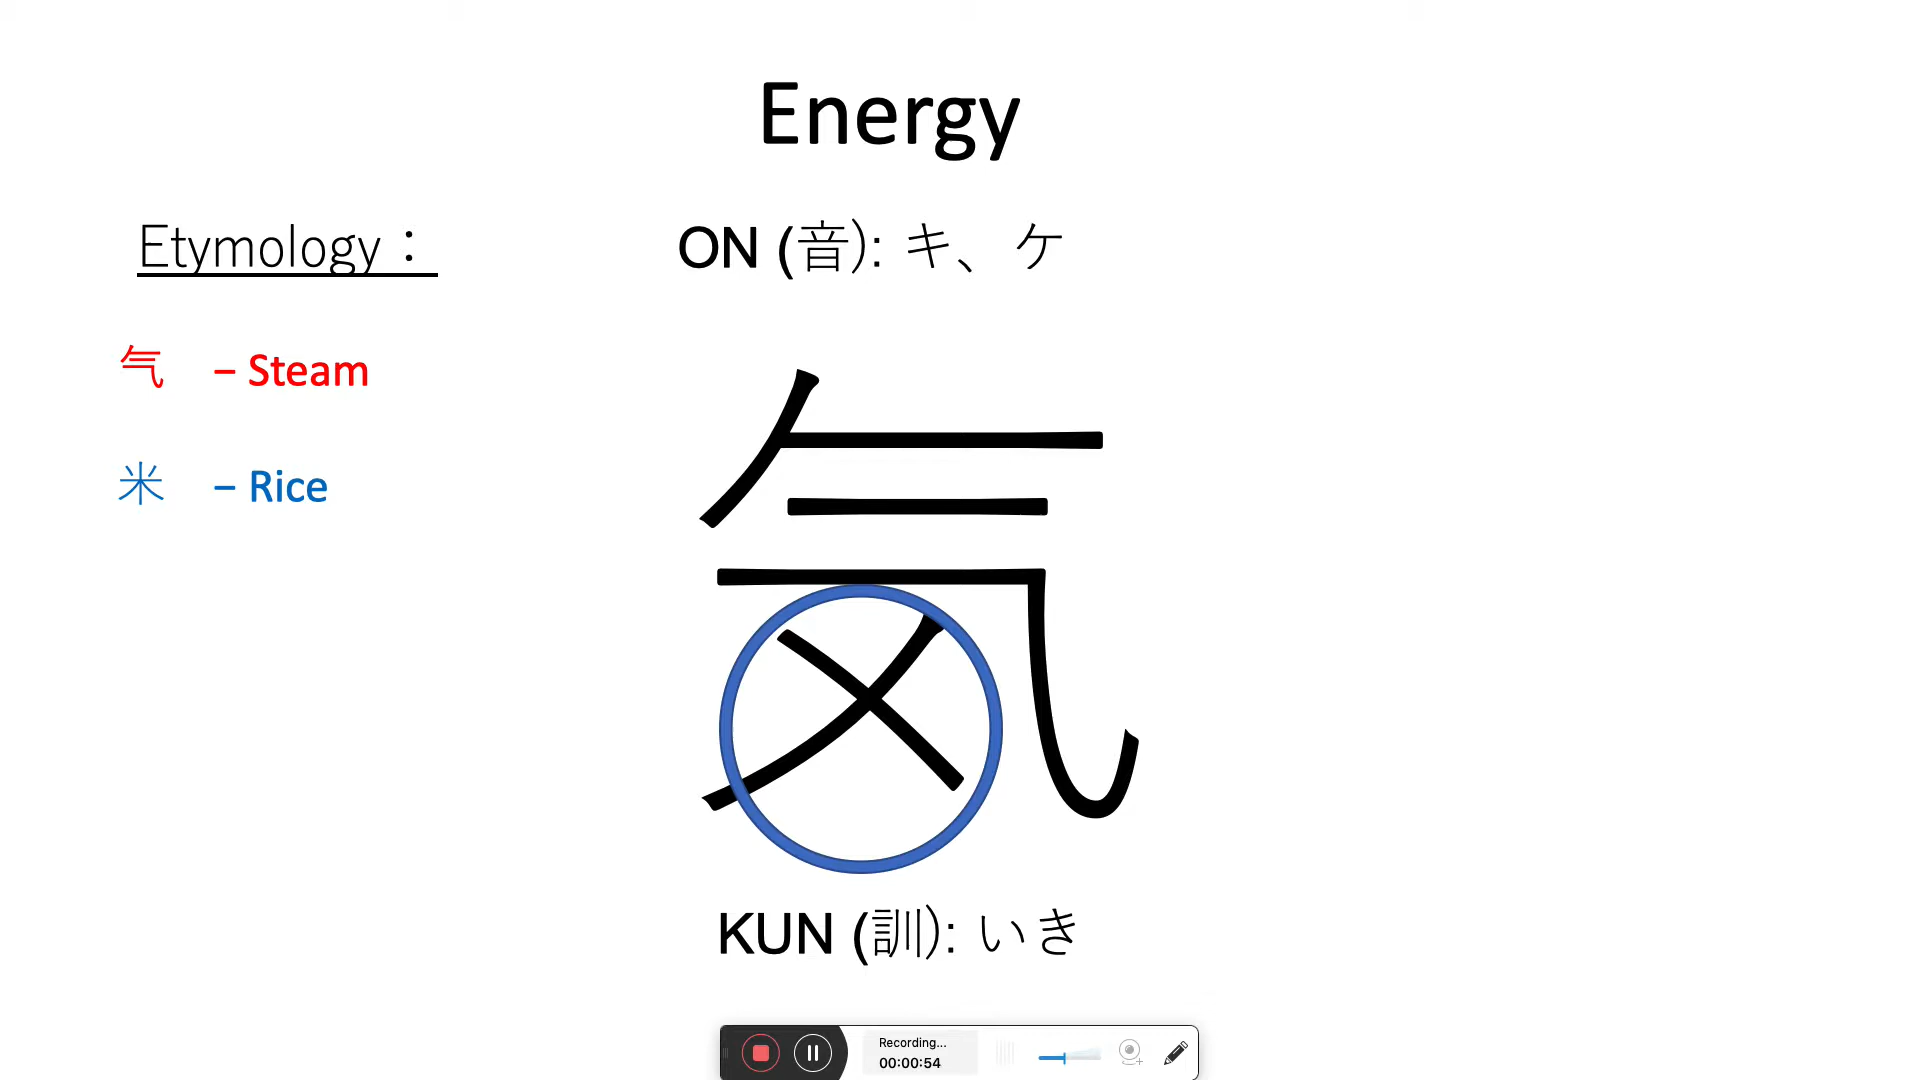 Energy
Etymology：
ON (音): キ、ケ
气 – Steam
米 – Rice
気
KUN (訓): いき
Recording...
00:00:54